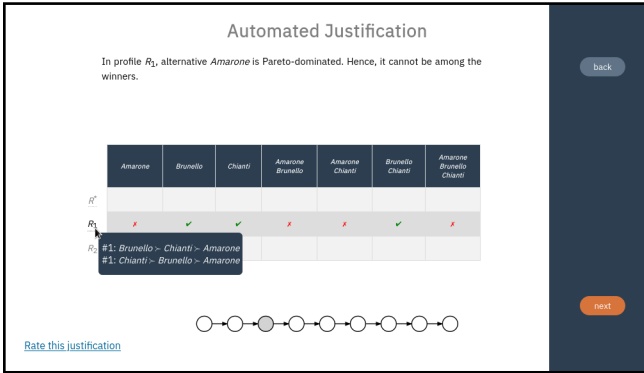 Automated Justification
In profile R1, alternative Amarone is Pareto-dominated. Hence, it cannot be among the
winners.
back
Amarone Brunello Chianti Amarone Brunello Amarone Chianti Brunello Chianti Amarone Brunello Chianti
R*
R1 ✗ ✔ ✔ ✗ ✗ ✔ ✗
R2
#1: Brunello ≻ Chianti ≻ Amarone
#1: Chianti ≻ Brunello ≻ Amarone
next
Rate this justification